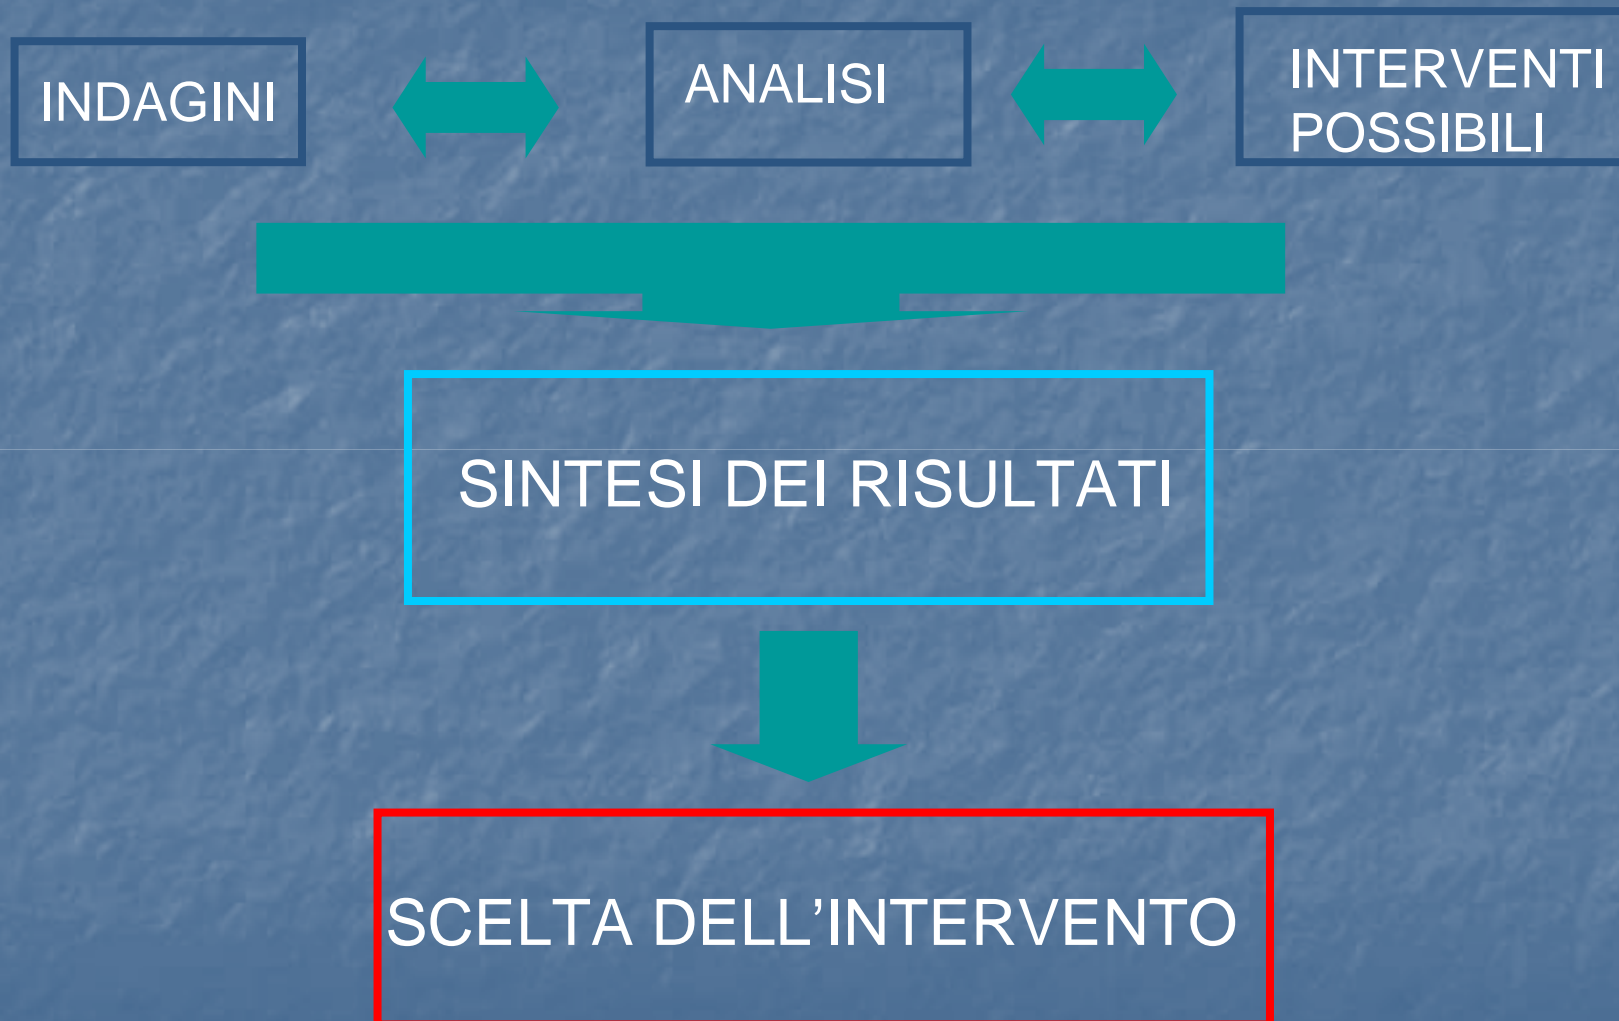 INDAGINI
ANALISI
INTERVENTI
POSSIBILI
SINTESI DEI RISULTATI
SCELTA DELL’INTERVENTO